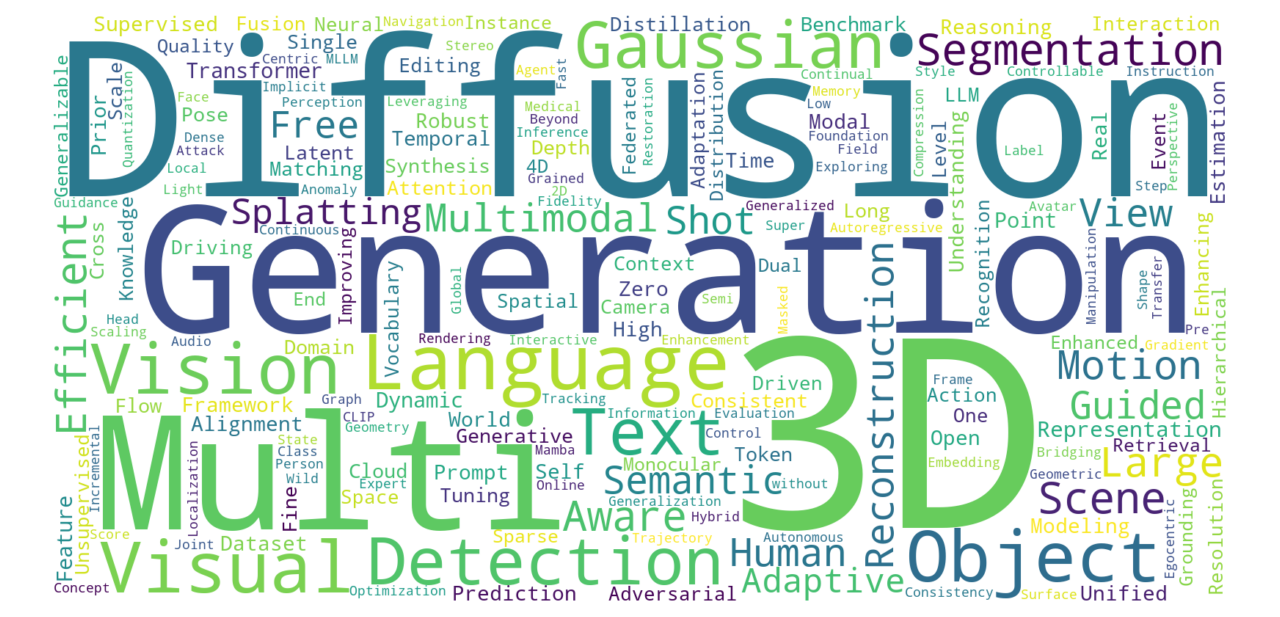 Supervised Fusion Neural Navigation Instance Distillation Benchmark Reasoning Interaction
Diffusion
Gaussian
Segmentation
Quality
Single
Stereo
Centric
MLLM
Transformer
Editing
Agent
Fast
Continual
Style
Controllable
Instruction
Generalizable
Prior
Scale
Quantization
Implicit
Face
Perception
Leveraging
Medical
Memory
LLM
Pose
Free
Robust
Beyond
Federated
Restoration
Adaptation
Distribution
Low
Modal
Compression
Level
Understanding
Real
Event
Perspective
Estimation
Dense
Attack
Latent
Temporal
Inference
Depth
Time
Foundation
Field
Label
Local
Matching
Synthesis
4D
Grained
Exploring
Light
Anomaly
Attention
2D
Fidelity
Step
Guidance
Splatting
Multimodal
Shot
Generalized
Long
Avatar
View
Continuous
Super
Autoregressive
Point
Generation
Efficient
Cross
Knowledge
Driving
Improving
Vocabulary
Global
Context
Dual
Reconstruction
Recognition
Manipulation
Shape
Transfer
Enhancing
Hierarchical
End
Spatial
Zero
Camera
Semi
Masked
Head
Scaling
High
Pre
Audio
Domain
Rendering
Interactive
Enhancement
Enhanced
Gradient
Vision
Language
3D
Motion
Driven
Frame
Action
Flow
Framework
Graph
Dynamic
Tracking
Consistent
Guided
Multi
Alignment
CLIP
Geometry
World
Text
Information
Evaluation
One
Representation
Generative
Control
Open
Retrieval
Unsupervised
Incremental
State
Class
Person
Wild
Localization
Mamba
Monocular
Token
Bridging
Embedding
Cloud
Expert
Prompt
Self
Online
Semantic
without
Geometric
Large
Feature
Fine
Space
Tuning
Generalization
Scene
Aware
Hybrid
Modeling
Score
Sparse
Trajectory
Autonomous
Egocentric
Grounding
Resolution
Joint
Dataset
Visual
Detection
Human
Object
Concept
Optimization
Adaptive
Prediction
Adversarial
Consistency
Surface
Unified